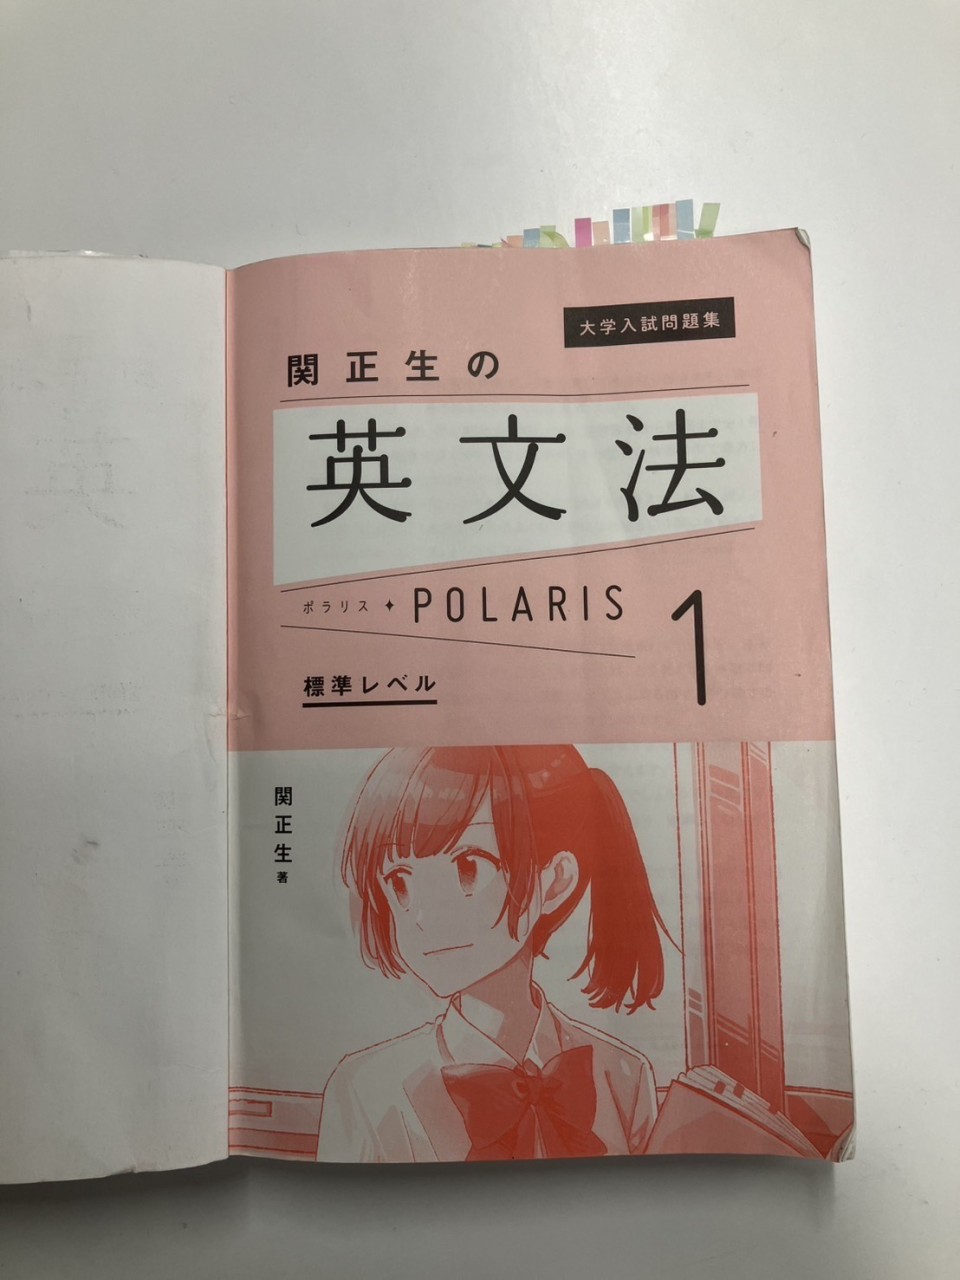 大学入試問題集
関正生の
英文法
ポラリス✦POLARIS 1
標準レベル
関正生 著